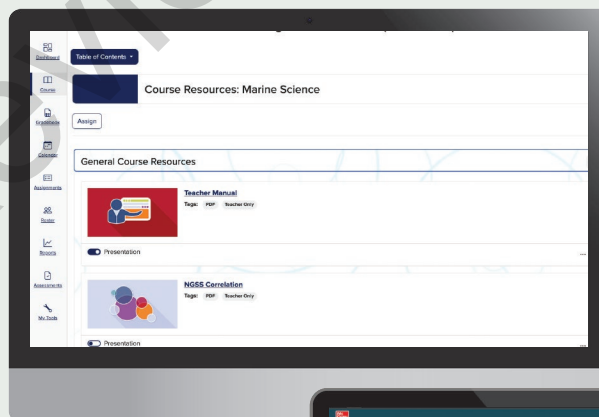 Dashboard
Table of Contents
Course
Course Resources: Marine Science
Gradebook
Assign
Calendar
General Course Resources
Assignments
Teacher Manual
Tags: PDF Teacher Only
Roster
Presentation
Reports
Assessments
NGSS Correlation
Tags: PDF Teacher Only
My Tools
Presentation